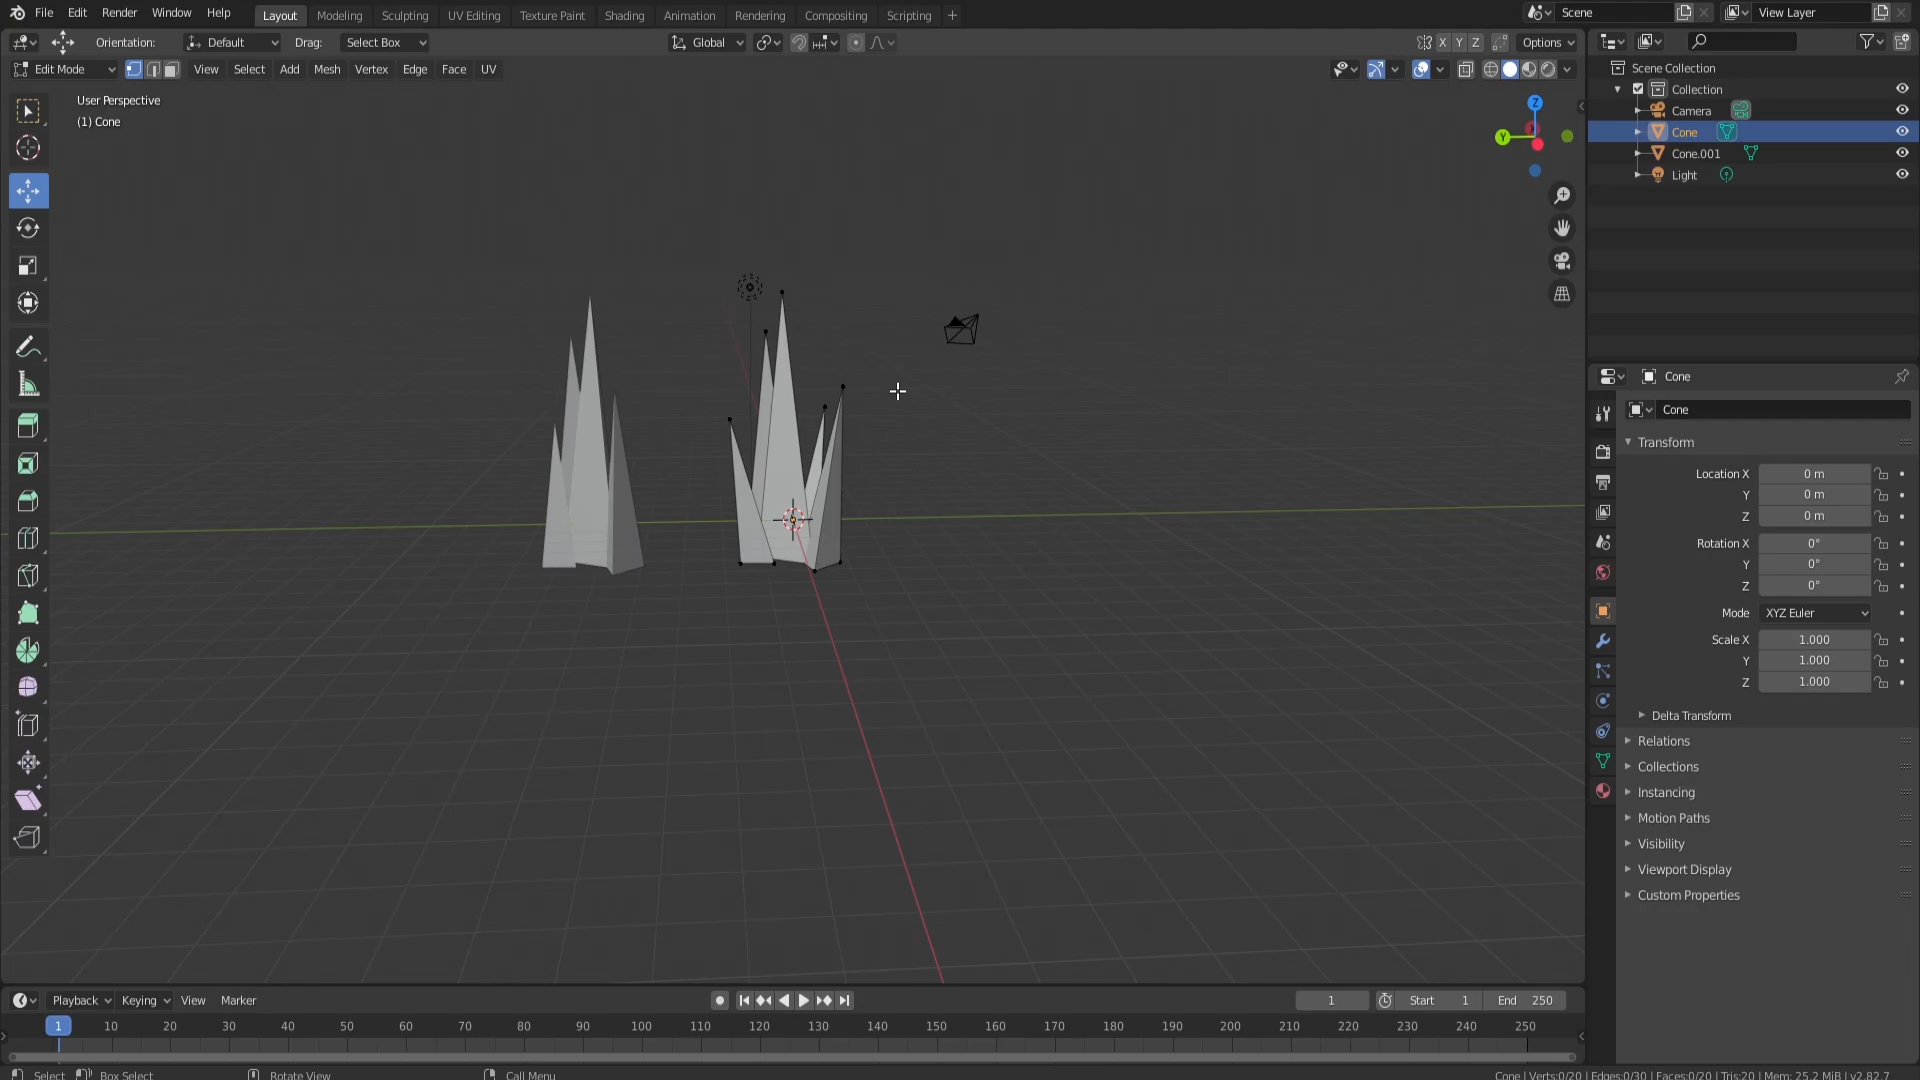 File Edit Render Window Help Layout Modeling Sculpting UV Editing Texture Paint Shading Animation Rendering Compositing Scripting + Scene View Layer
Orientation: Default Drag: Select Box Global X Y Z Options
Edit Mode View Select Add Mesh Vertex Edge Face UV
User Perspective
(1) Cone
Z
Y
Scene Collection
Collection
Camera
Cone
Cone.001
Light
Cone
Cone
Transform
Location X 0 m
Y 0 m
Z 0 m
Rotation X 0°
Y 0°
Z 0°
Mode XYZ Euler
Scale X 1.000
Y 1.000
Z 1.000
Delta Transform
Relations
Collections
Instancing
Motion Paths
Visibility
Viewport Display
Custom Properties
Playback Keying View Marker 1 Start 1 End 250
1 10 20 30 40 50 60 70 80 90 100 110 120 130 140 150 160 170 180 190 200 210 220 230 240 250
Select Box Select Rotate View Call Menu Cone | Verts:0/20 | Edges:0/30 | Faces:0/20 | Tris:20 | Mem: 25.2 MiB | v2.82.7